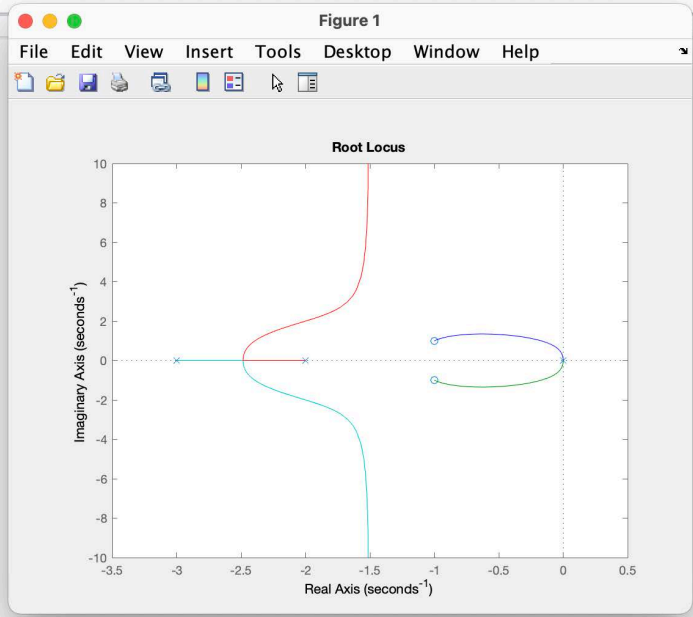 Figure 1
File Edit View Insert Tools Desktop Window Help
Root Locus
10
8
6
4
2
0
-2
-4
-6
-8
-10
Imaginary Axis (seconds⁻¹)
-3.5 -3 -2.5 -2 -1.5 -1 -0.5 0 0.5
Real Axis (seconds⁻¹)